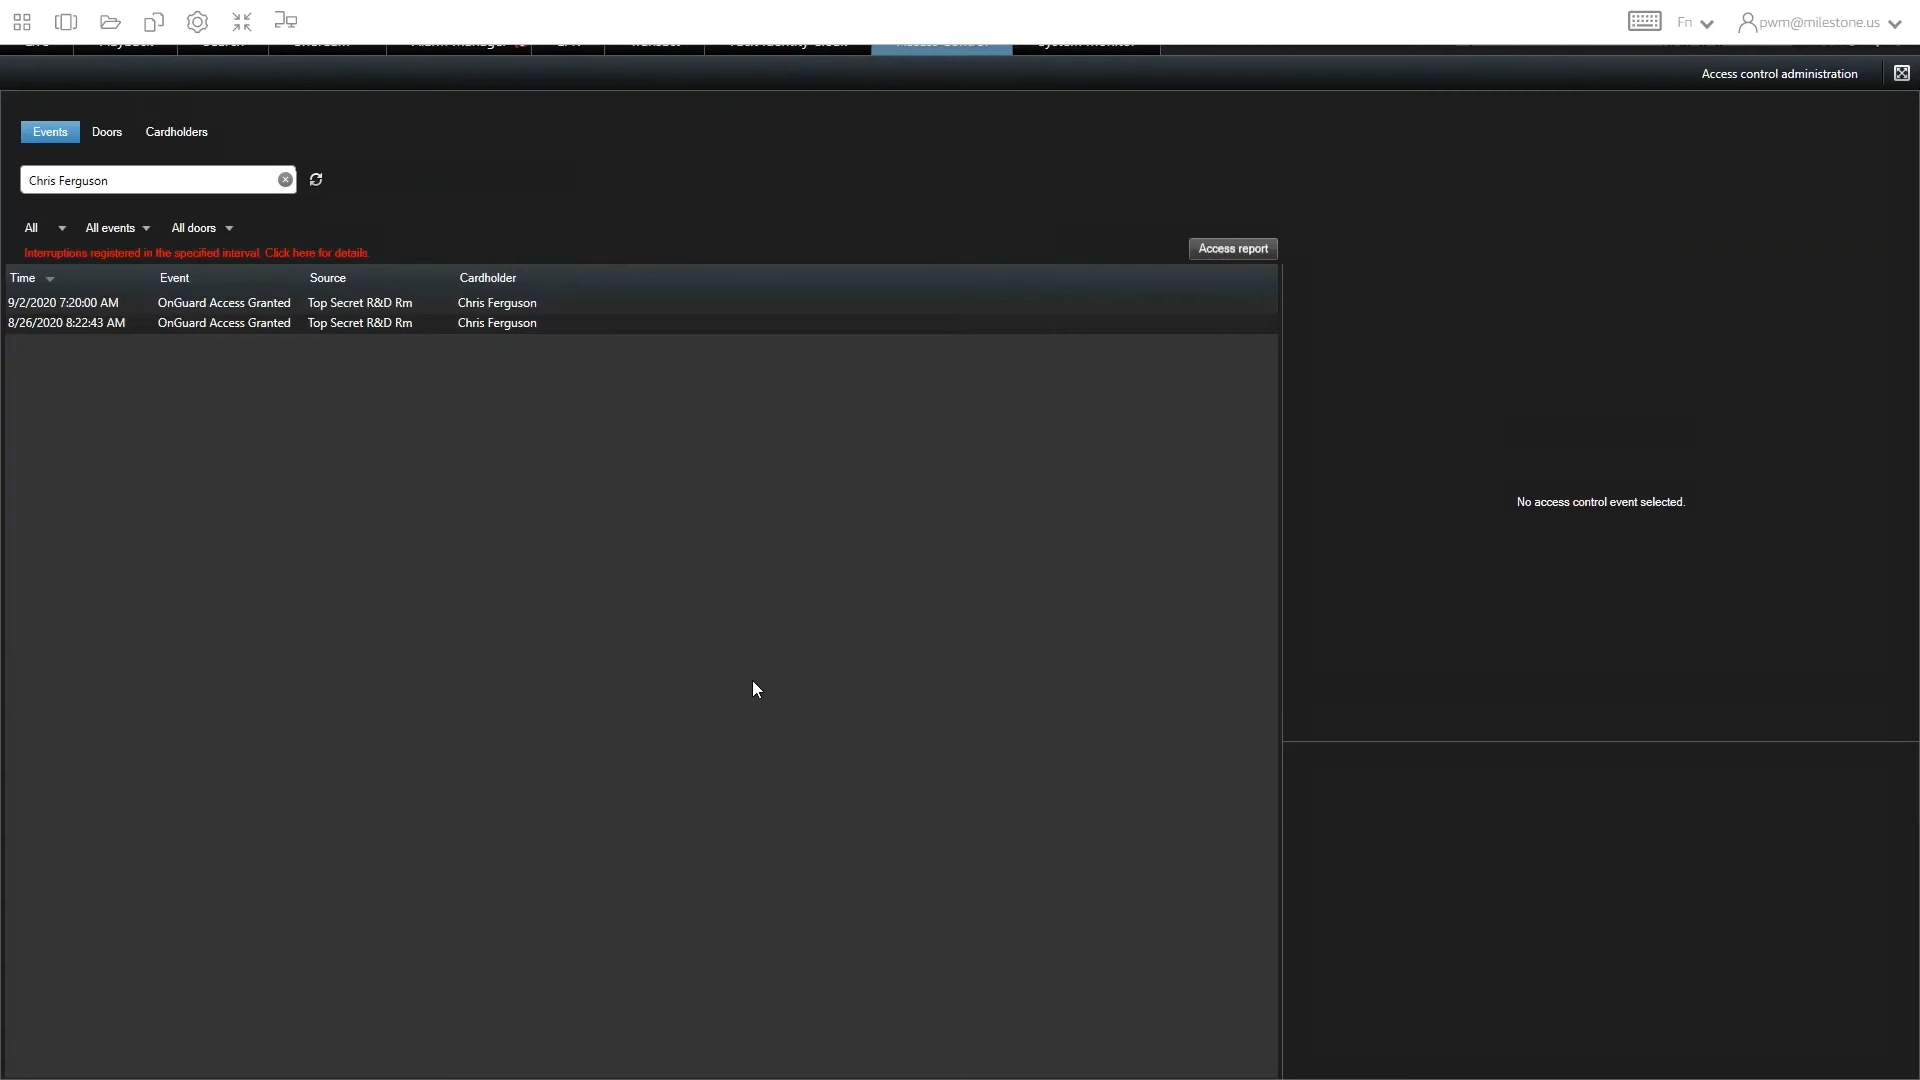 Fn
pwm@milestone.us
Access control administration
Events Doors Cardholders
Chris Ferguson
All All events All doors
Interruptions registered in the specified interval. Click here for details.
Access report
Time Event Source Cardholder
9/2/2020 7:20:00 AM OnGuard Access Granted Top Secret R&D Rm Chris Ferguson
8/26/2020 8:22:43 AM OnGuard Access Granted Top Secret R&D Rm Chris Ferguson
No access control event selected.